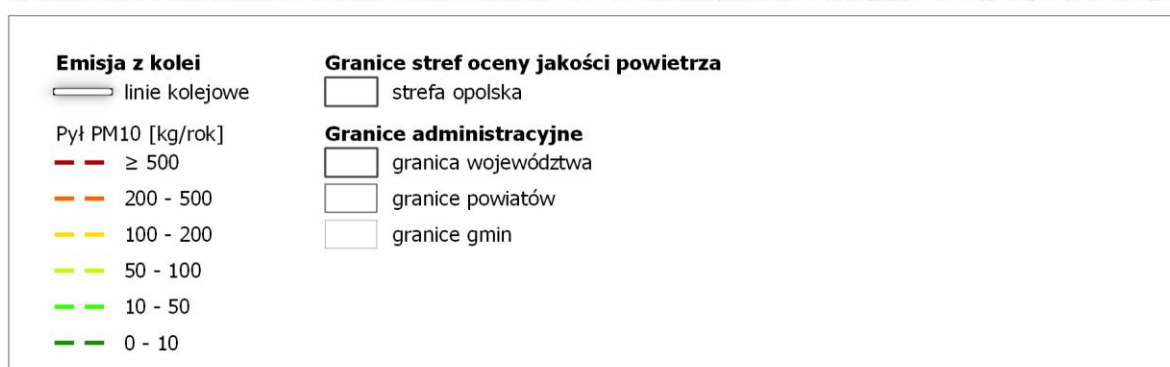 Emisja z kolei
linie kolejowe
Pył PM10 [kg/rok]
≥ 500
200 - 500
100 - 200
50 - 100
10 - 50
0 - 10
Granice stref oceny jakości powietrza
strefa opolska
Granice administracyjne
granica województwa
granice powiatów
granice gmin